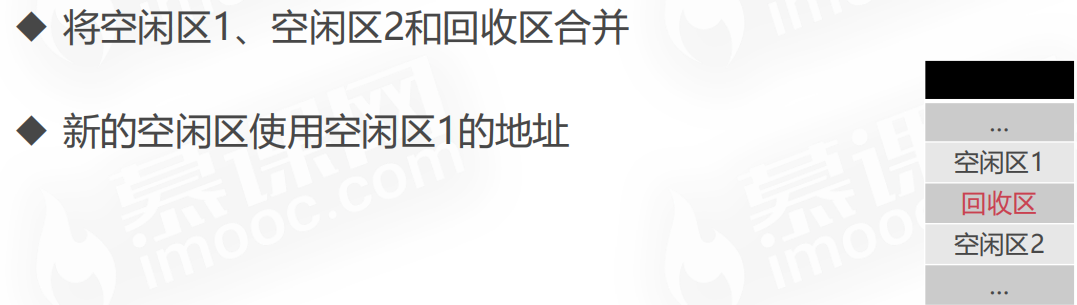 ◆ 将空闲区1、空闲区2和回收区合并
◆ 新的空闲区使用空闲区1的地址
...
空闲区1
回收区
空闲区2
...
慕课网
imooc.com
imooc